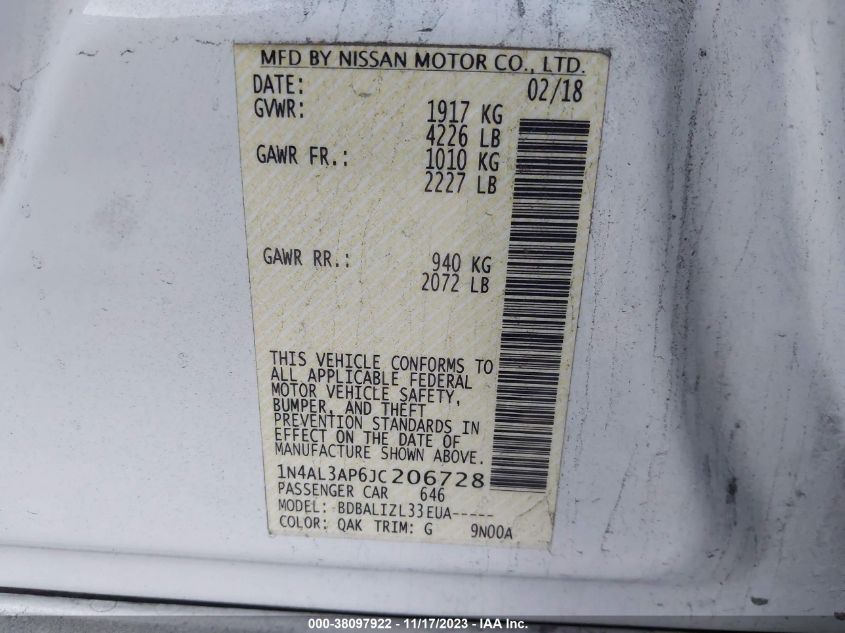 MFD BY NISSAN MOTOR CO., LTD.
DATE: 02/18
GVWR: 1917 KG
4226 LB
GAWR FR.: 1010 KG
2227 LB
GAWR RR.: 940 KG
2072 LB
THIS VEHICLE CONFORMS TO
ALL APPLICABLE FEDERAL
MOTOR VEHICLE SAFETY,
BUMPER, AND THEFT
PREVENTION STANDARDS IN
EFFECT ON THE DATE OF
MANUFACTURE SHOWN ABOVE.
1N4AL3AP6JC206728
PASSENGER CAR 646
MODEL: BDBALIZL33EUA-----
COLOR: QAK TRIM: G 9N00A
000-38097922 - 11/17/2023 - IAA Inc.